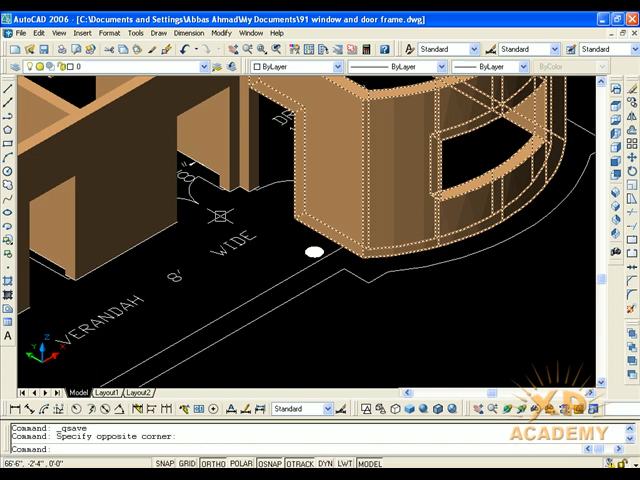 AutoCAD 2006 - [C:\Documents and Settings\Abbas Ahmad\My Documents\91 window and door frame.dwg]
File Edit View Insert Format Tools Draw Dimension Modify Window Help
Standard Standard Standard
0 ByLayer ByLayer ByLayer ByColor
DR
8'
VERANDAH 8' WIDE
Z
Y X
Model Layout1 Layout2
Standard
XD
ACADEMY
Command: _qsave
Command: Specify opposite corner:
Command:
66'-6", -2'-4", 0'-0" SNAP GRID ORTHO POLAR OSNAP OTRACK DYN LWT MODEL